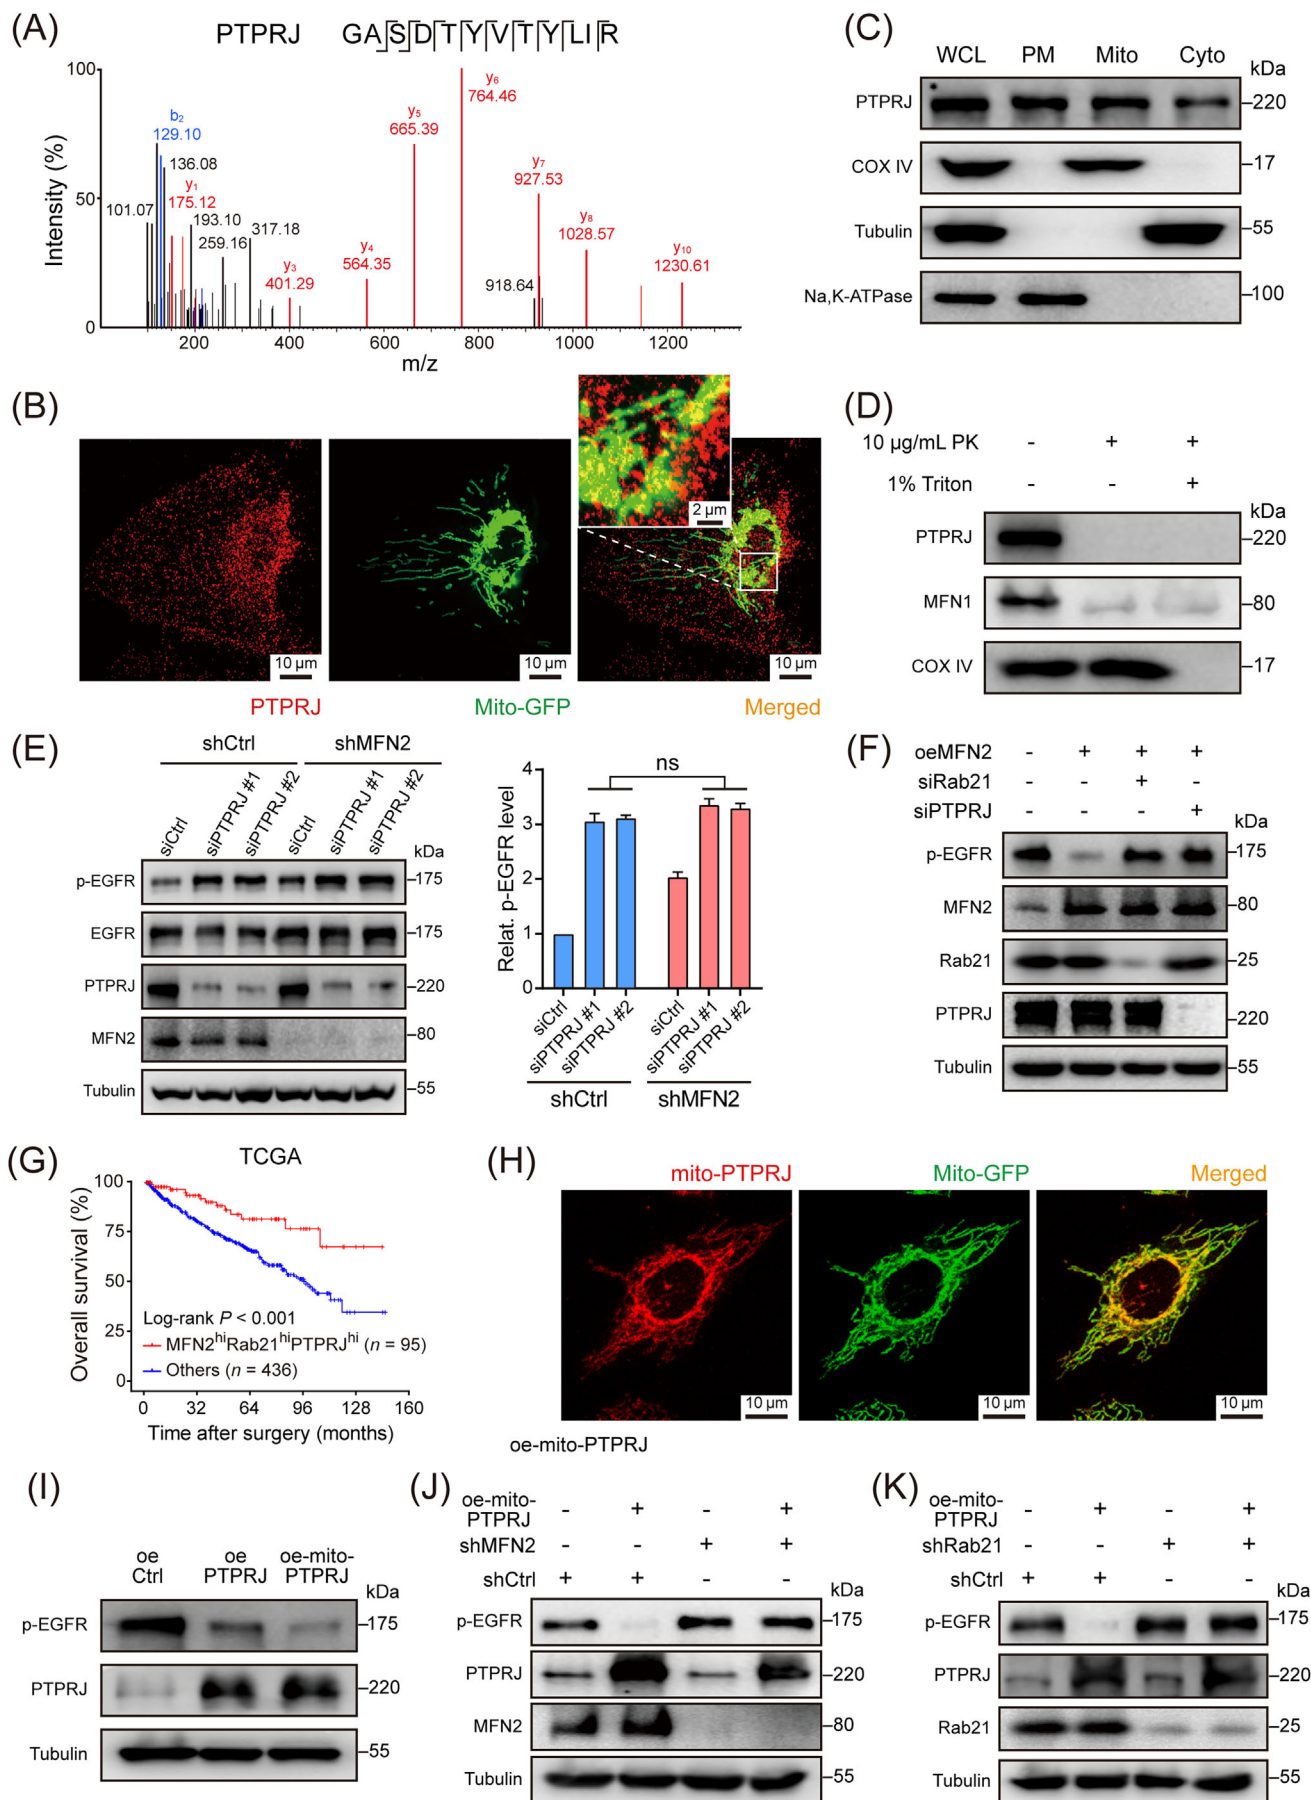 (A)
PTPRJ GASDTYVTYLIR
Intensity (%)
100
50
0
b2
129.10
136.08
y1
175.12
101.07
193.10
259.16
317.18
y3
401.29
y4
564.35
y5
665.39
y6
764.46
y7
927.53
918.64
y8
1028.57
y10
1230.61
200 400 600 800 1000 1200
m/z
(C)
WCL PM Mito Cyto
kDa
PTPRJ –220
COX IV –17
Tubulin –55
Na,K-ATPase –100
(B)
2 μm
10 μm 10 μm 10 μm
PTPRJ Mito-GFP Merged
(D)
10 μg/mL PK - + +
1% Triton - - +
kDa
PTPRJ –220
MFN1 –80
COX IV –17
(E)
shCtrl shMFN2
siCtrl siPTPRJ #1 siPTPRJ #2 siCtrl siPTPRJ #1 siPTPRJ #2
kDa
p-EGFR –175
EGFR –175
PTPRJ –220
MFN2 –80
Tubulin –55
Relat. p-EGFR level
4
3
2
1
0
ns
siCtrl siPTPRJ #1 siPTPRJ #2 siCtrl siPTPRJ #1 siPTPRJ #2
shCtrl shMFN2
(F)
oeMFN2 - + + +
siRab21 - - + -
siPTPRJ - - - +
kDa
p-EGFR –175
MFN2 –80
Rab21 –25
PTPRJ –220
Tubulin –55
(G)
TCGA
Overall survival (%)
100
75
50
25
0
Log-rank P < 0.001
MFN2hiRab21hiPTPRJhi (n = 95)
Others (n = 436)
0 32 64 96 128 160
Time after surgery (months)
(H)
mito-PTPRJ Mito-GFP Merged
10 μm 10 μm 10 μm
oe-mito-PTPRJ
(I)
oe Ctrl
oe PTPRJ
oe-mito-PTPRJ
kDa
p-EGFR –175
PTPRJ –220
Tubulin –55
(J)
oe-mito-
PTPRJ - + - +
shMFN2 - - + +
shCtrl + + - -
kDa
p-EGFR –175
PTPRJ –220
MFN2 –80
Tubulin –55
(K)
oe-mito-
PTPRJ - + - +
shRab21 - - + +
shCtrl + + - -
kDa
p-EGFR –175
PTPRJ –220
Rab21 –25
Tubulin –55